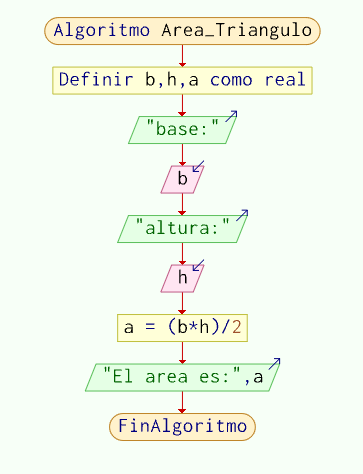 Algoritmo Area_Triangulo
Definir b,h,a como real
"base:"
b
"altura:"
h
a = (b*h)/2
"El area es:",a
FinAlgoritmo